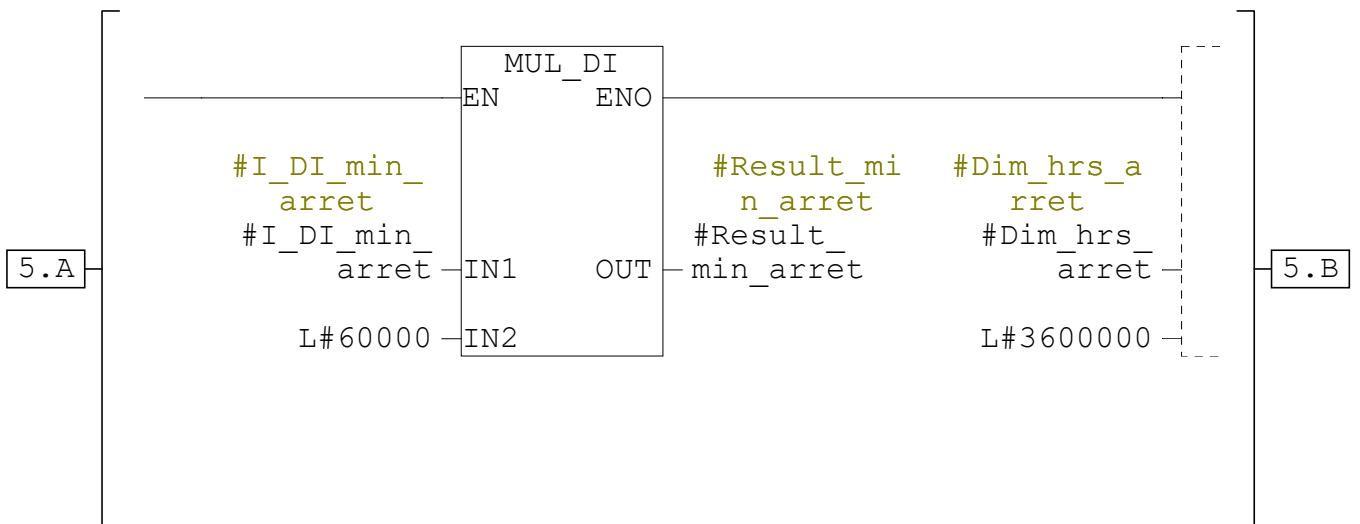 MUL_DI
EN ENO
#I_DI_min_
arret
#Result_mi
n_arret
#Dim_hrs_a
rret
#I_DI_min_
arret
IN1
OUT
#Result_
min_arret
#Dim_hrs_
arret
5.A
5.B
L#60000
IN2
L#3600000